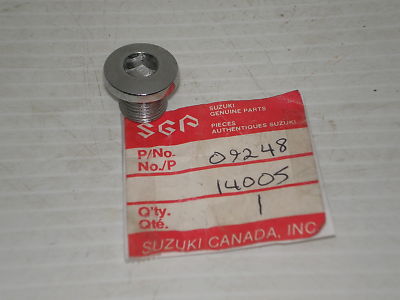 SGP
SUZUKI
GENUINE PARTS
PIECES
AUTHENTIQUES SUZUKI
P/No. 09248
No./P
14005
Q'ty. 1
Qté.
SUZUKI CANADA, INC